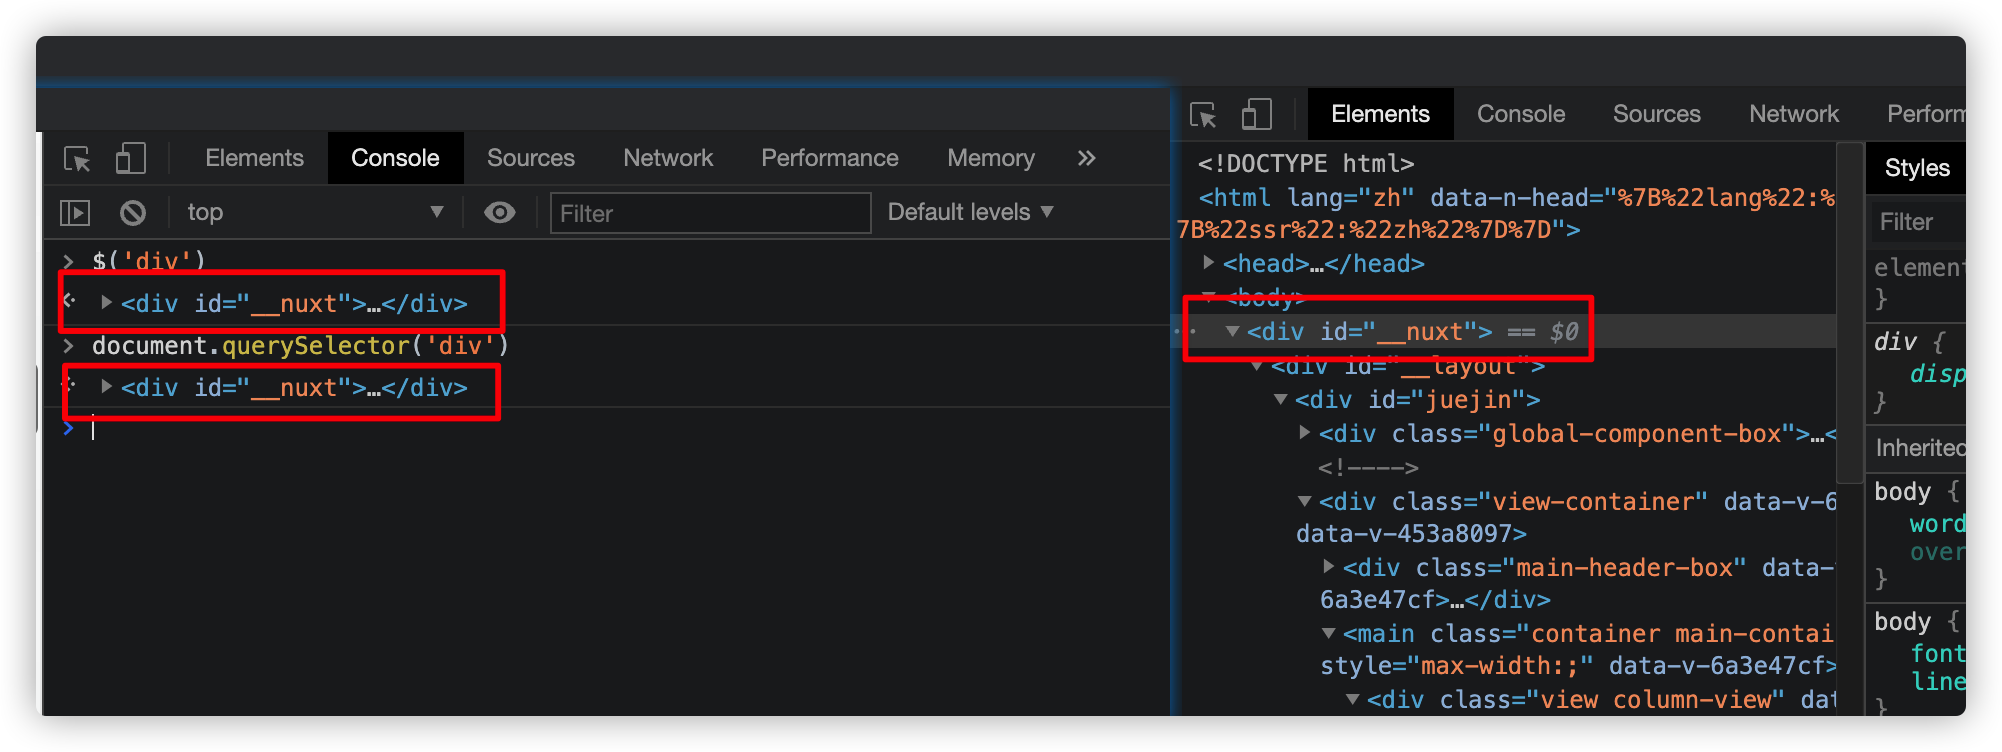 Elements Console Sources Network Performance Memory »
top Filter Default levels
> $('div')
<div id="__nuxt">…</div>
> document.querySelector('div')
<div id="__nuxt">…</div>
>
Elements Console Sources Network Perform
<!DOCTYPE html>
<html lang="zh" data-n-head="%7B%22lang%22:%
7B%22ssr%22:%22zh%22%7D%7D">
<head>…</head>
<body>
<div id="__nuxt"> == $0
<div id="__layout">
<div id="juejin">
<div class="global-component-box">…<
<!---->
<div class="view-container" data-v-6
data-v-453a8097>
<div class="main-header-box" data-
6a3e47cf>…</div>
<main class="container main-contai
style="max-width:;" data-v-6a3e47cf>
<div class="view column-view" dat
Styles
Filter
element
}
div {
disp
}
Inherited
body {
word
over
}
body {
font
line
}